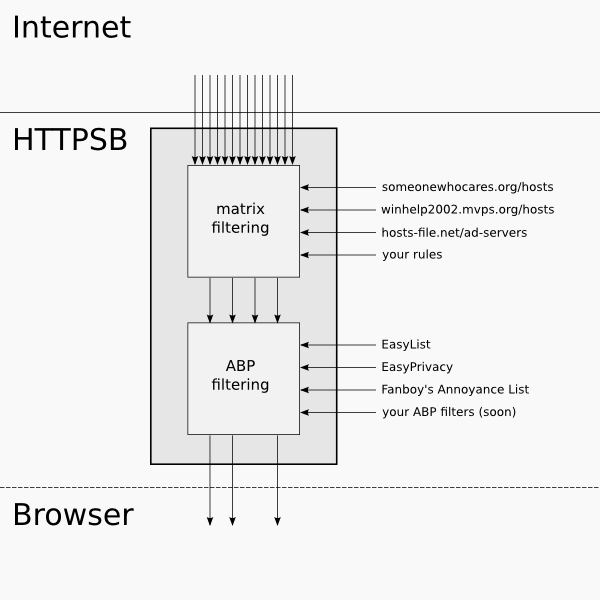 Internet
HTTPSB
matrix
filtering
someonewhocares.org/hosts
winhelp2002.mvps.org/hosts
hosts-file.net/ad-servers
your rules
ABP
filtering
EasyList
EasyPrivacy
Fanboy's Annoyance List
your ABP filters (soon)
Browser